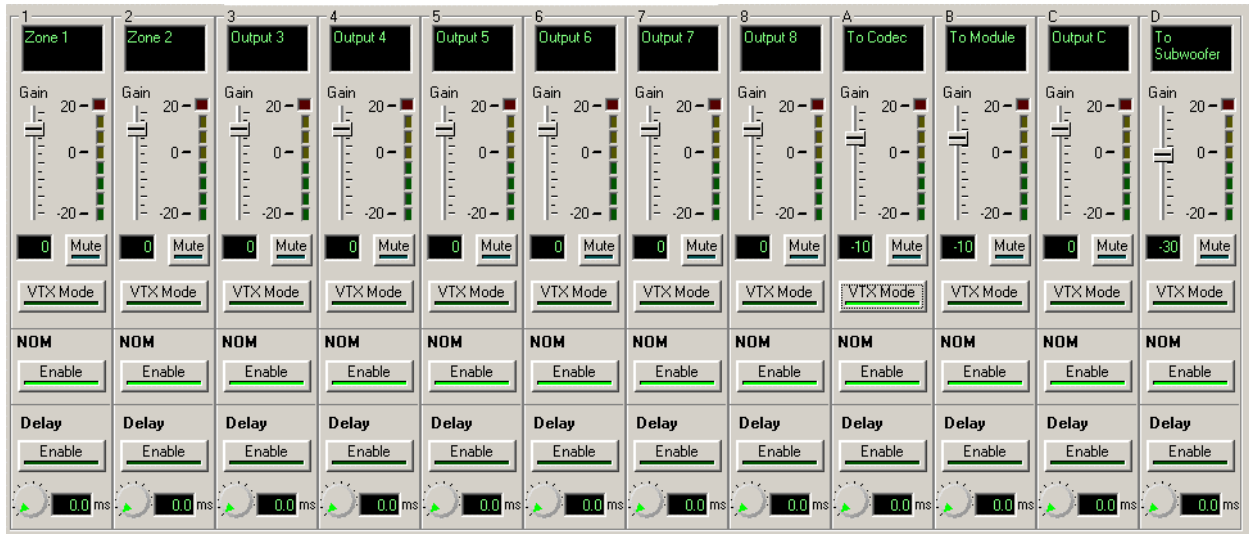 1 2 3 4 5 6 7 8 A B C D
Zone 1 Zone 2 Output 3 Output 4 Output 5 Output 6 Output 7 Output 8 To Codec To Module Output C To
Subwoofer
Gain Gain Gain Gain Gain Gain Gain Gain Gain Gain Gain Gain
20 20 20 20 20 20 20 20 20 20 20 20
0 0 0 0 0 0 0 0 0 0 0 0
-20 -20 -20 -20 -20 -20 -20 -20 -20 -20 -20 -20
0 Mute 0 Mute 0 Mute 0 Mute 0 Mute 0 Mute 0 Mute 0 Mute -10 Mute -10 Mute 0 Mute -30 Mute
VTX Mode VTX Mode VTX Mode VTX Mode VTX Mode VTX Mode VTX Mode VTX Mode VTX Mode VTX Mode VTX Mode VTX Mode
NOM NOM NOM NOM NOM NOM NOM NOM NOM NOM NOM NOM
Enable Enable Enable Enable Enable Enable Enable Enable Enable Enable Enable Enable
Delay Delay Delay Delay Delay Delay Delay Delay Delay Delay Delay Delay
Enable Enable Enable Enable Enable Enable Enable Enable Enable Enable Enable Enable
0.0 ms 0.0 ms 0.0 ms 0.0 ms 0.0 ms 0.0 ms 0.0 ms 0.0 ms 0.0 ms 0.0 ms 0.0 ms 0.0 ms